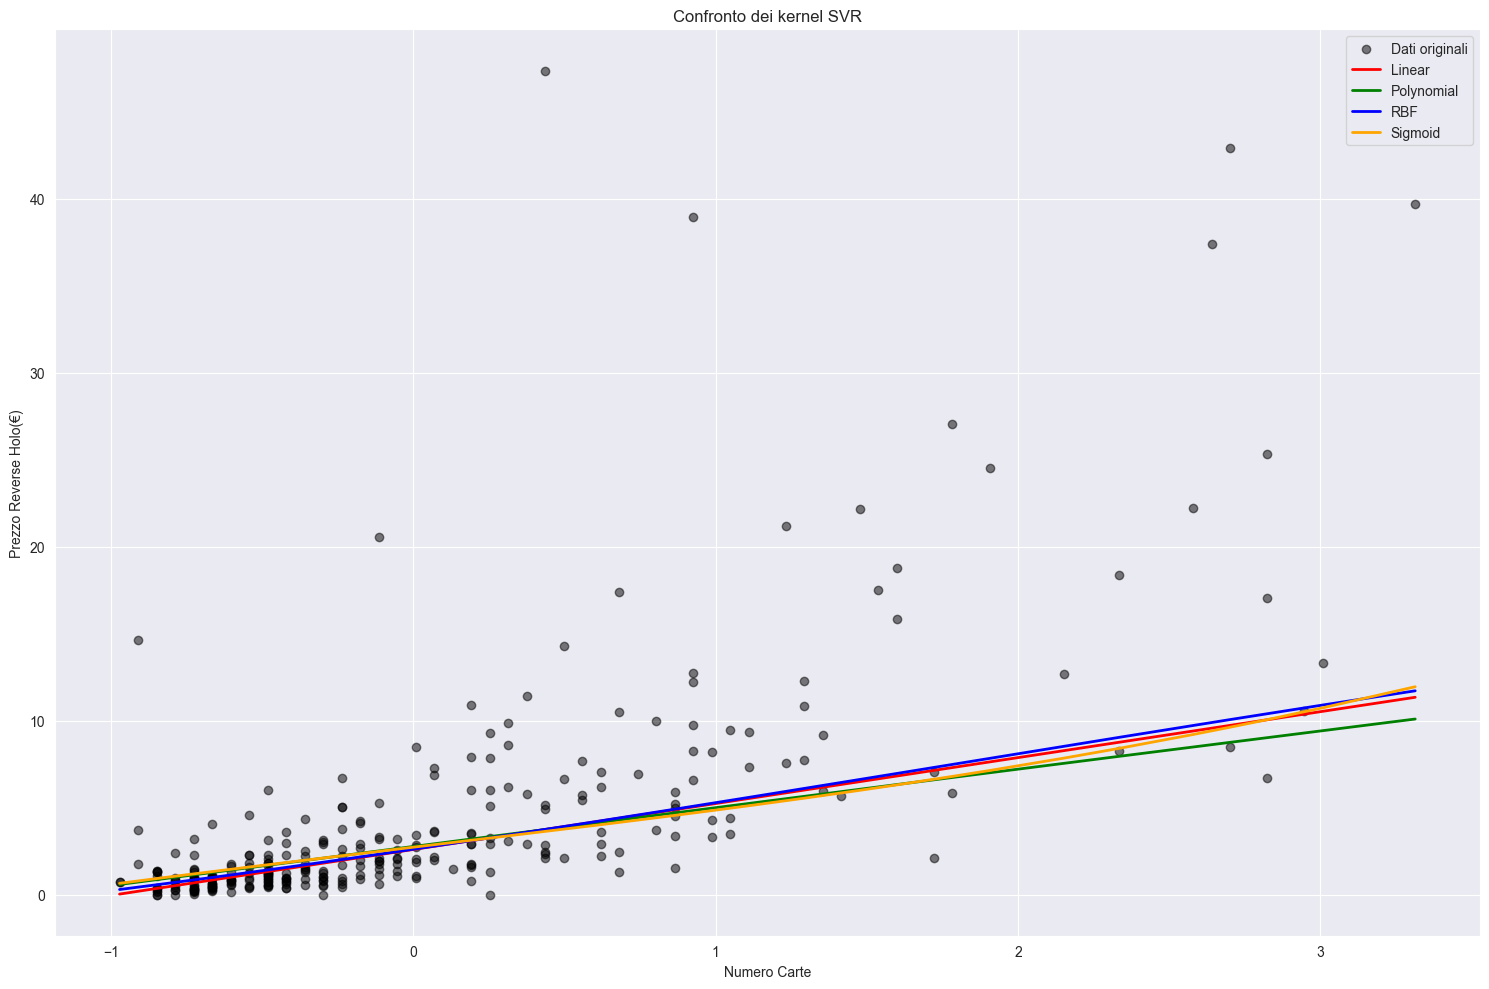 Confronto dei kernel SVR
Dati originali
Linear
Polynomial
RBF
Sigmoid
Prezzo Reverse Holo(€)
40
30
20
10
0
−1
0
1
2
3
Numero Carte